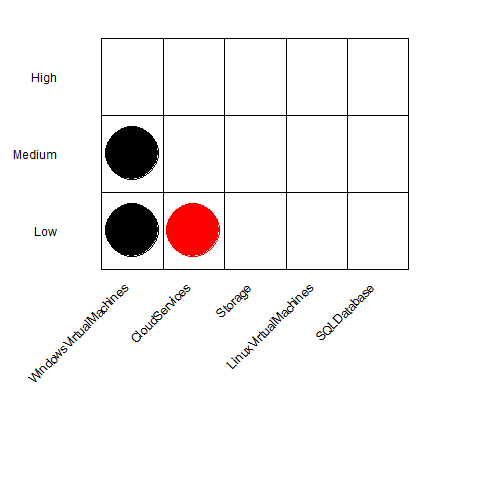 High
Medium
Low
WindowsVirtualMachines
CloudServices
Storage
LinuxVirtualMachines
SQLDatabase